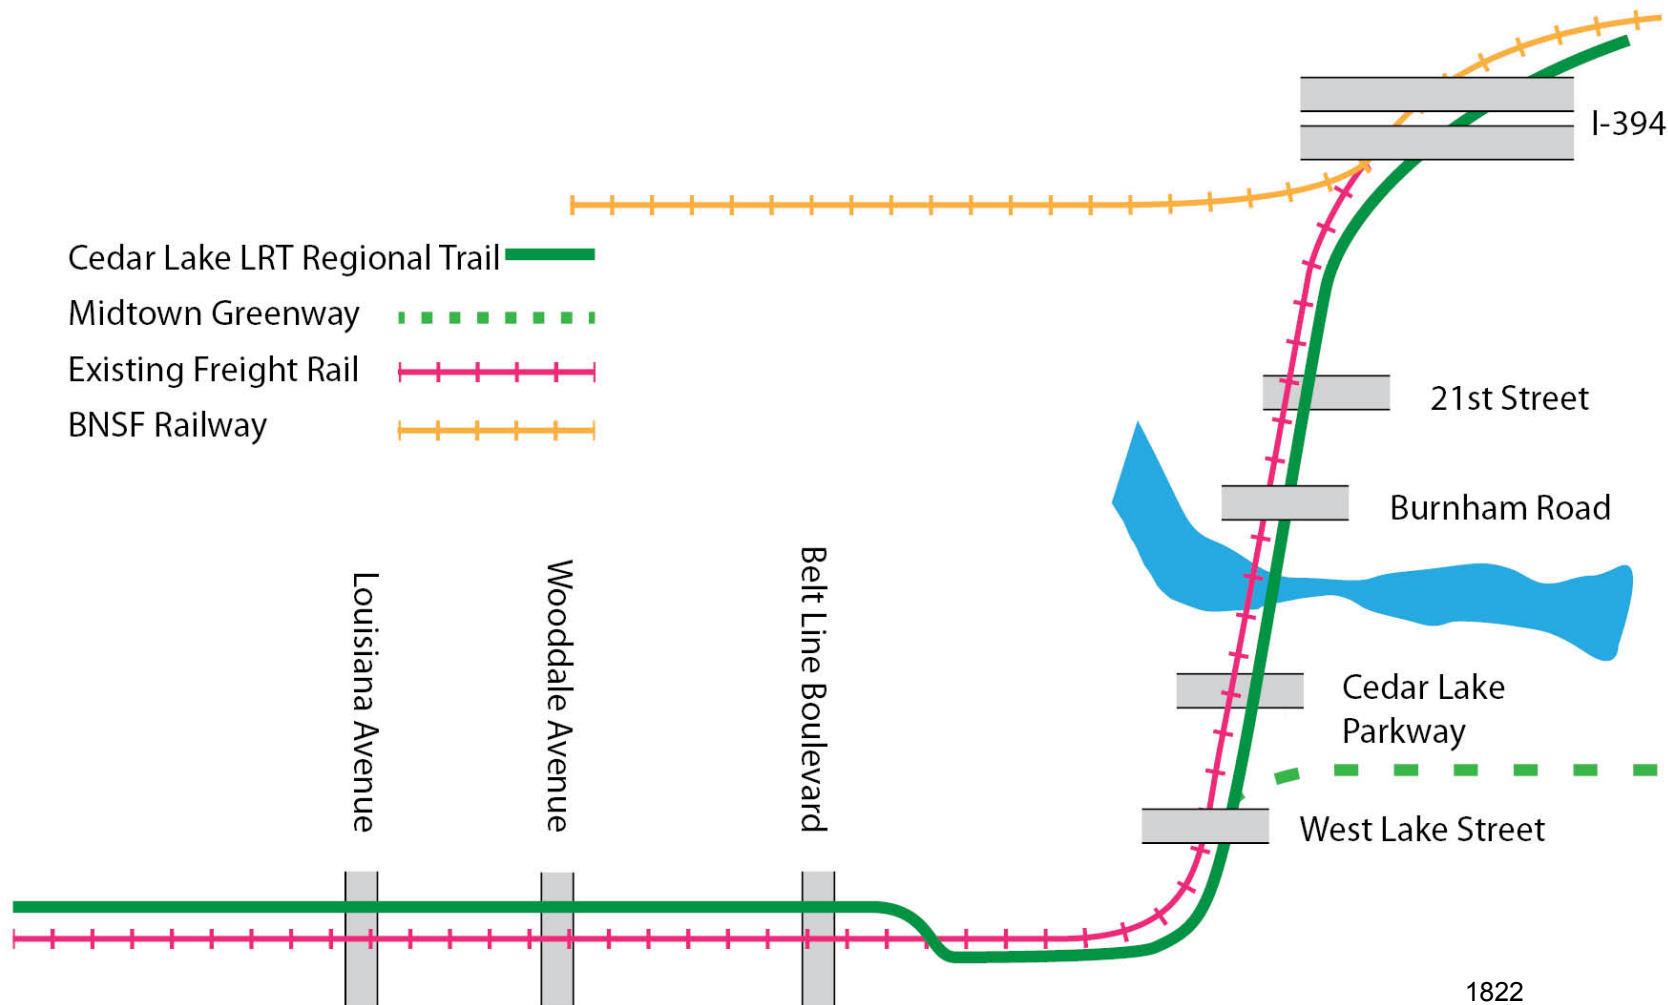 I-394
Cedar Lake LRT Regional Trail
Midtown Greenway
Existing Freight Rail
BNSF Railway
21st Street
Burnham Road
Louisiana Avenue
Wooddale Avenue
Belt Line Boulevard
Cedar Lake
Parkway
West Lake Street
1822